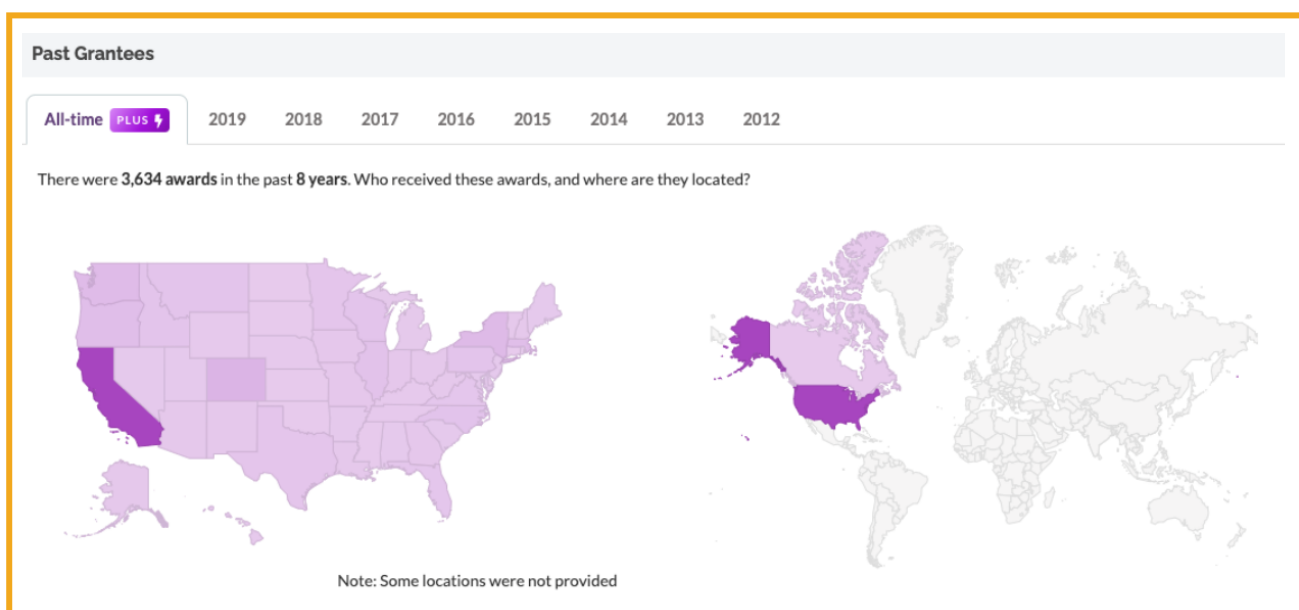 Past Grantees
All-time PLUS 2019 2018 2017 2016 2015 2014 2013 2012
There were 3,634 awards in the past 8 years. Who received these awards, and where are they located?
Note: Some locations were not provided